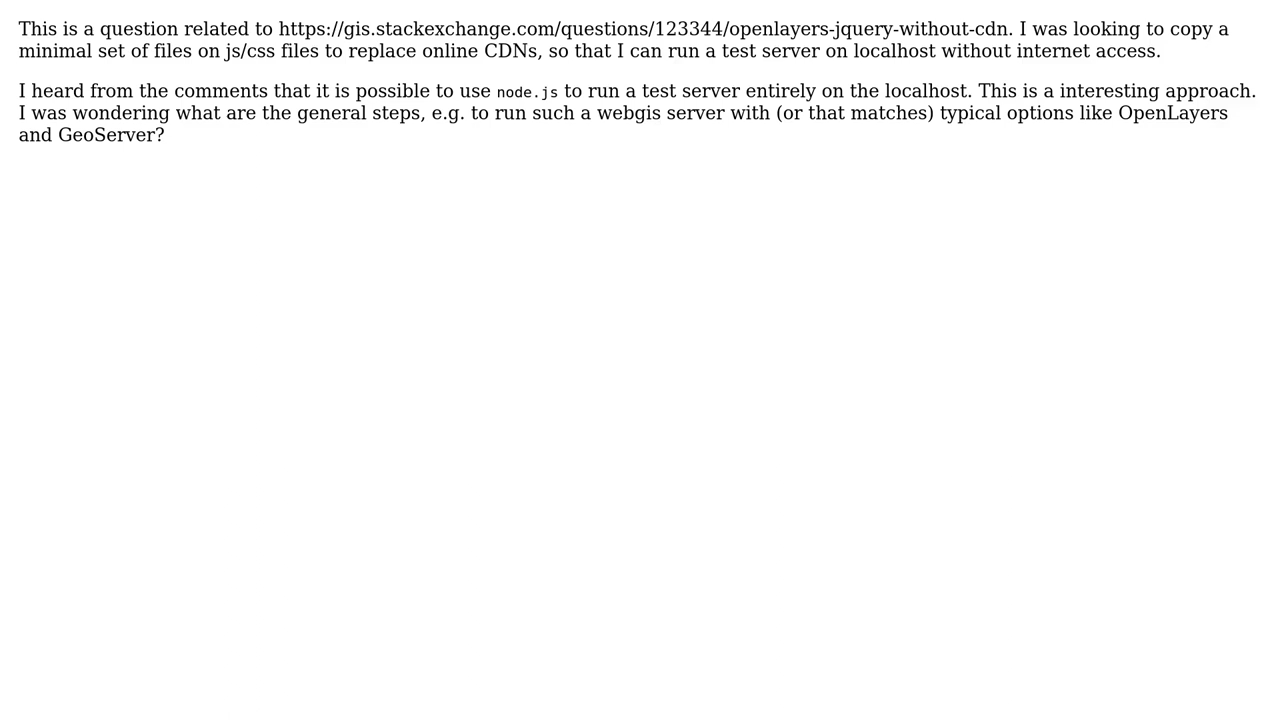 This is a question related to https://gis.stackexchange.com/questions/123344/openlayers-jquery-without-cdn. I was looking to copy a
minimal set of files on js/css files to replace online CDNs, so that I can run a test server on localhost without internet access.
I heard from the comments that it is possible to use node.js to run a test server entirely on the localhost. This is a interesting approach.
I was wondering what are the general steps, e.g. to run such a webgis server with (or that matches) typical options like OpenLayers
and GeoServer?